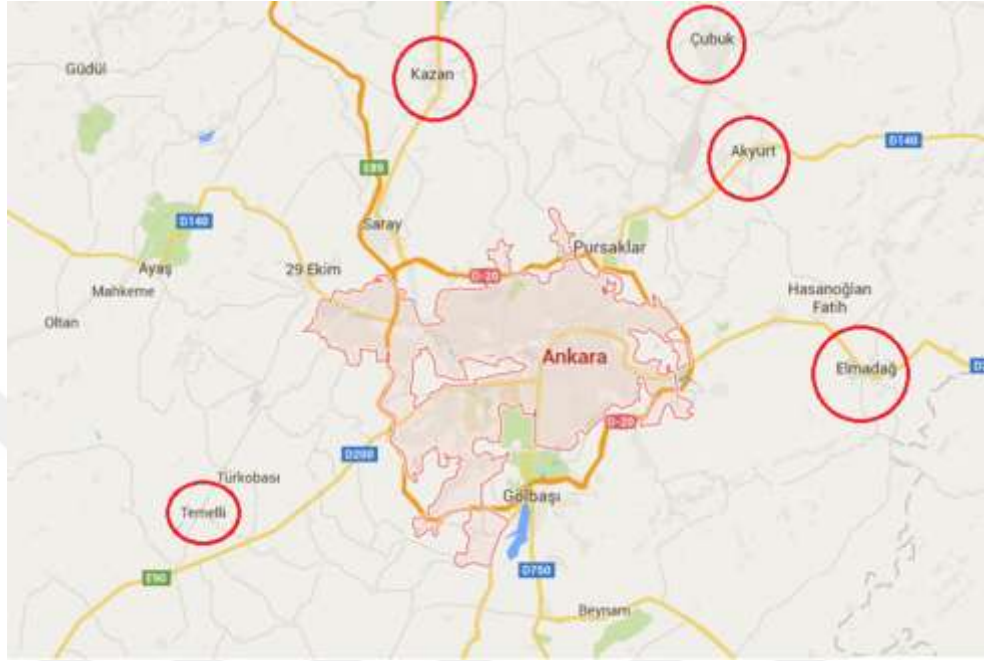 Çubuk
Güdül
Kazan
D140
Akyurt
E89
D140
Saray
Pursaklar
Ayaş
29 Ekim
O-20
Mahkeme
Hasanoğlan
Fatih
Oltan
Ankara
Elmadağ
O-20
D200
Türkobası
Gölbaşı
Temelli
E90
D750
Beynam